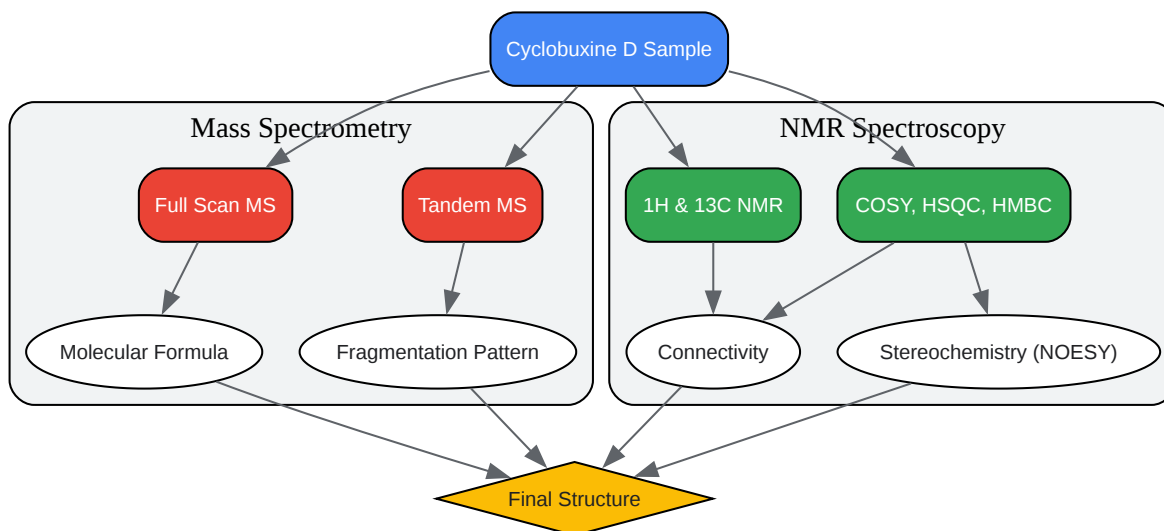 Cyclobuxine D Sample
Mass Spectrometry
NMR Spectroscopy
Full Scan MS
Tandem MS
1H & 13C NMR
COSY, HSQC, HMBC
Molecular Formula
Fragmentation Pattern
Connectivity
Stereochemistry (NOESY)
Final Structure